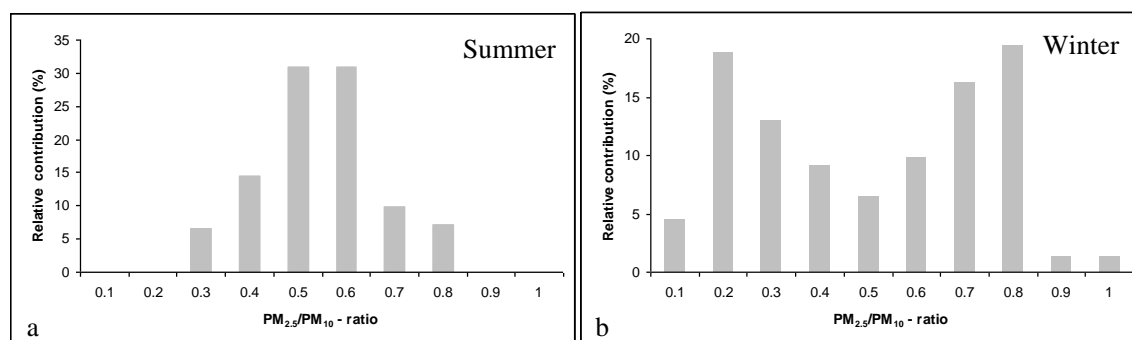 Summer
35
30
25
20
15
10
5
0
Relative contribution (%)
0.1 0.2 0.3 0.4 0.5 0.6 0.7 0.8 0.9 1
PM2.5/PM10 - ratio
a
Winter
20
15
10
5
0
Relative contribution (%)
0.1 0.2 0.3 0.4 0.5 0.6 0.7 0.8 0.9 1
PM2.5/PM10 - ratio
b